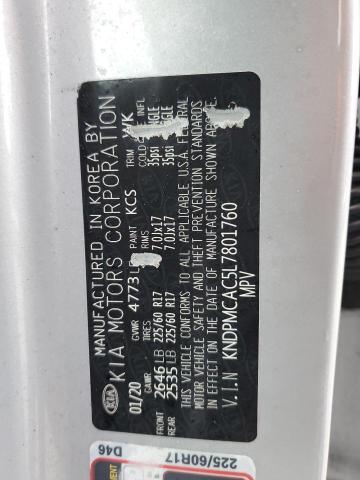 KIA
MANUFACTURED IN KOREA BY
KIA MOTORS CORPORATION
01/20 GVWR 4773 L PAINT KCS TRIM WK
GAWR TIRES RIMS COLD INFL
FRONT 2646 LB 225/60 R17 7.0JX17 35psi
REAR 2535 LB 225/60 R17 7.0JX17 35psi
THIS VEHICLE CONFORMS TO ALL APPLICABLE U.S.A. FEDERAL
MOTOR VEHICLE SAFETY AND THEFT PREVENTION STANDARDS
IN EFFECT ON THE DATE OF MANUFACTURE SHOWN
V.I.N KNDPMCAC5L7801760
MPV
225/60R17 D46